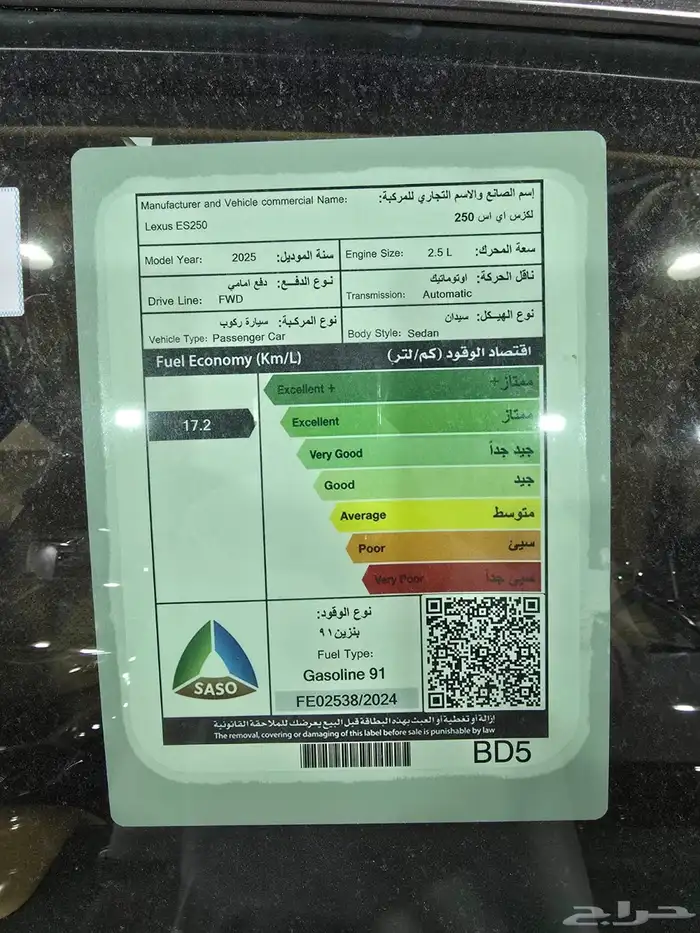 Manufacturer and Vehicle commercial Name: إسم الصانع والاسم التجاري للمركبة:
Lexus ES250 لكزس اي اس 250
Model Year: 2025 سنة الموديل:
Engine Size: 2.5 L سعة المحرك:
نوع الدفـع: دفع امامي
Drive Line: FWD
ناقل الحركة: اوتوماتيك
Transmission: Automatic
نوع المركبة: سيارة ركوب
Vehicle Type: Passenger Car
نوع الهيكل: سيدان
Body Style: Sedan
Fuel Economy (Km/L) اقتصاد الوقود (كم/لتر)
Excellent + ممتاز+
17.2
Excellent ممتاز
Very Good جيد جداً
Good جيد
Average متوسط
Poor سيئ
Very Poor سيئ جداً
SASO
نوع الوقود:
بنزين ٩١
Fuel Type:
Gasoline 91
FE02538/2024
إزالة أو تغطية أو العبث بهذه البطاقة قبل البيع يعرضك للملاحقة القانونية
The removal, covering or damaging of this label before sale is punishable by law
BD5
حراج